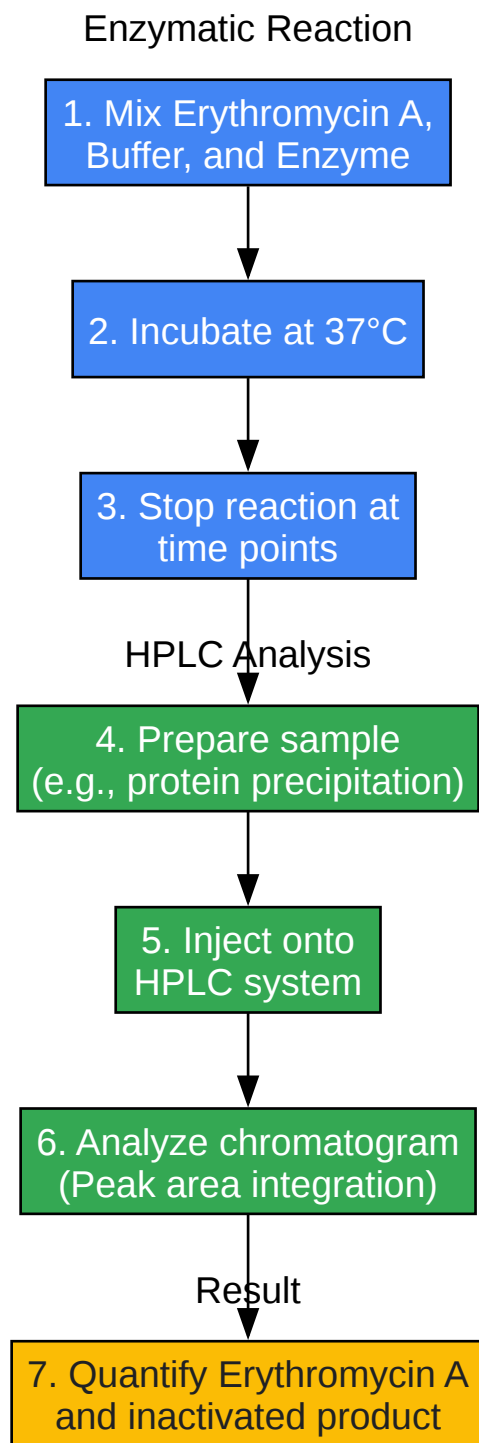 Enzymatic Reaction
1. Mix Erythromycin A,
Buffer, and Enzyme
2. Incubate at 37°C
3. Stop reaction at
time points
HPLC Analysis
4. Prepare sample
(e.g., protein precipitation)
5. Inject onto
HPLC system
6. Analyze chromatogram
(Peak area integration)
Result
7. Quantify Erythromycin A
and inactivated product